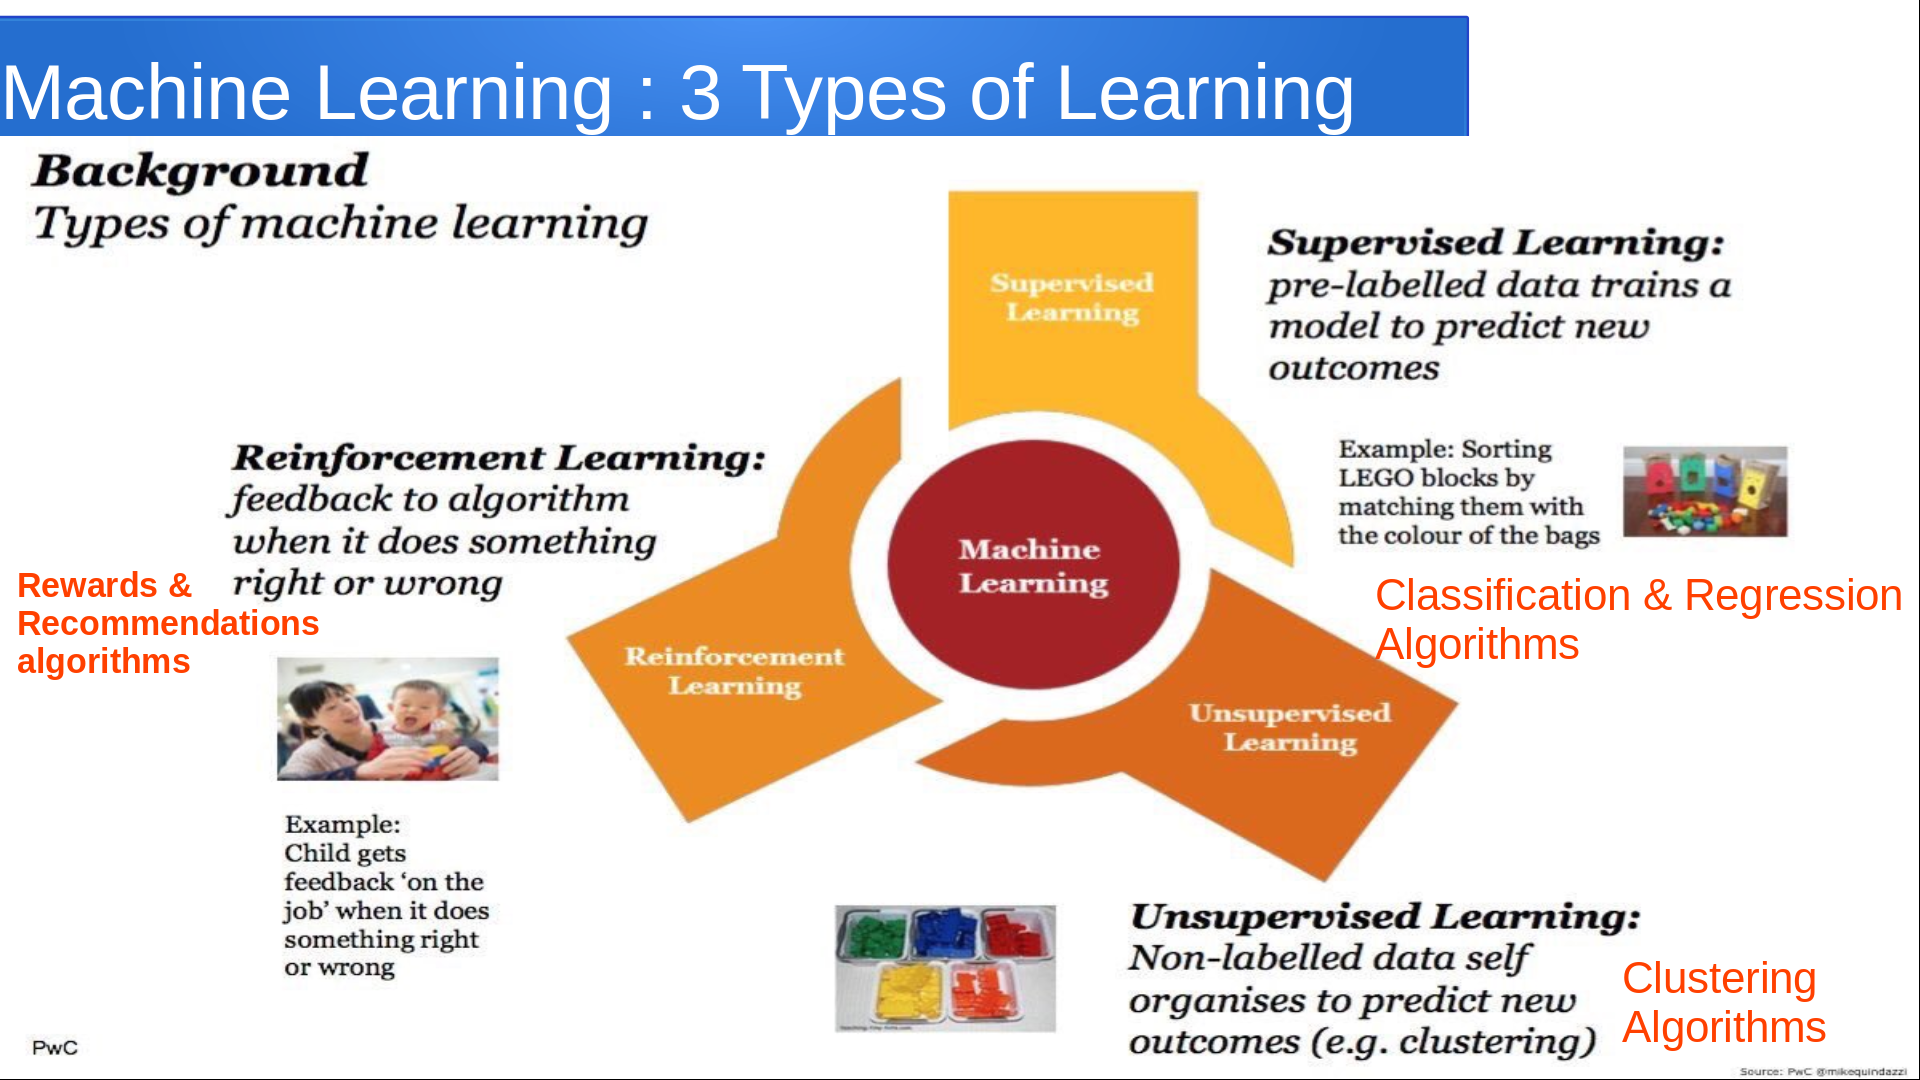 Machine Learning : 3 Types of Learning
Background
Types of machine learning
Supervised
Learning
Supervised Learning:
pre-labelled data trains a
model to predict new
outcomes
Example: Sorting
LEGO blocks by
matching them with
the colour of the bags
Classification & Regression
Algorithms
Reinforcement Learning:
feedback to algorithm
when it does something
right or wrong
Rewards &
Recommendations
algorithms
Machine
Learning
Reinforcement
Learning
Unsupervised
Learning
Example:
Child gets
feedback ‘on the
job’ when it does
something right
or wrong
Unsupervised Learning:
Non-labelled data self
organises to predict new
outcomes (e.g. clustering)
Clustering
Algorithms
PwC
Source: PwC @mikequindazzi